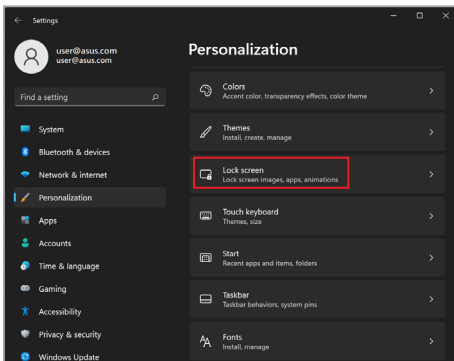 Settings
user@asus.com
user@asus.com
Find a setting
System
Bluetooth & devices
Network & internet
Personalization
Apps
Accounts
Time & language
Gaming
Accessibility
Privacy & security
Windows Update
Personalization
Colors
Accent color, transparency effects, color theme
Themes
Install, create, manage
Lock screen
Lock screen images, apps, animations
Touch keyboard
Themes, size
Start
Recent apps and items, folders
Taskbar
Taskbar behaviors, system pins
Fonts
Install, manage